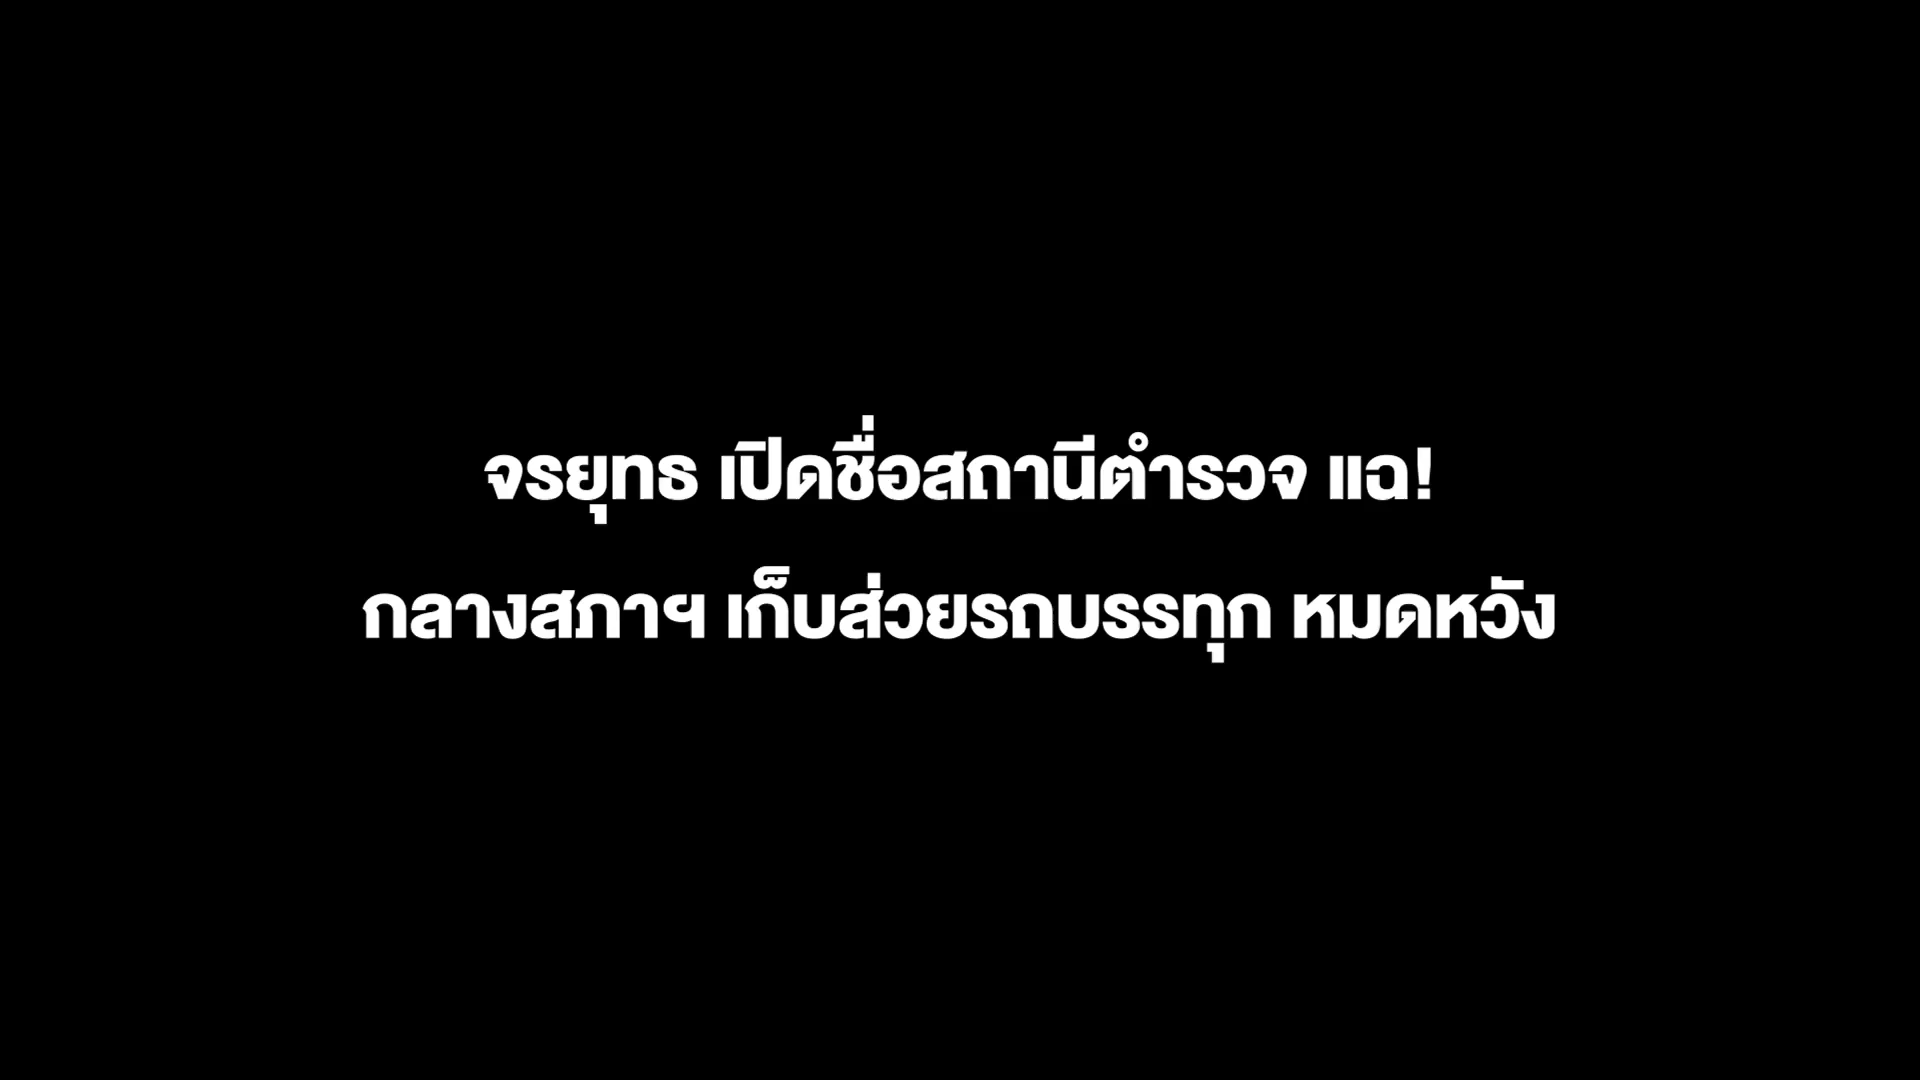 จรยุทธ เปิดชื่อสถานีตำรวจ แฉ!
กลางสภาฯ เก็บส่วยรถบรรทุก หมดหวัง